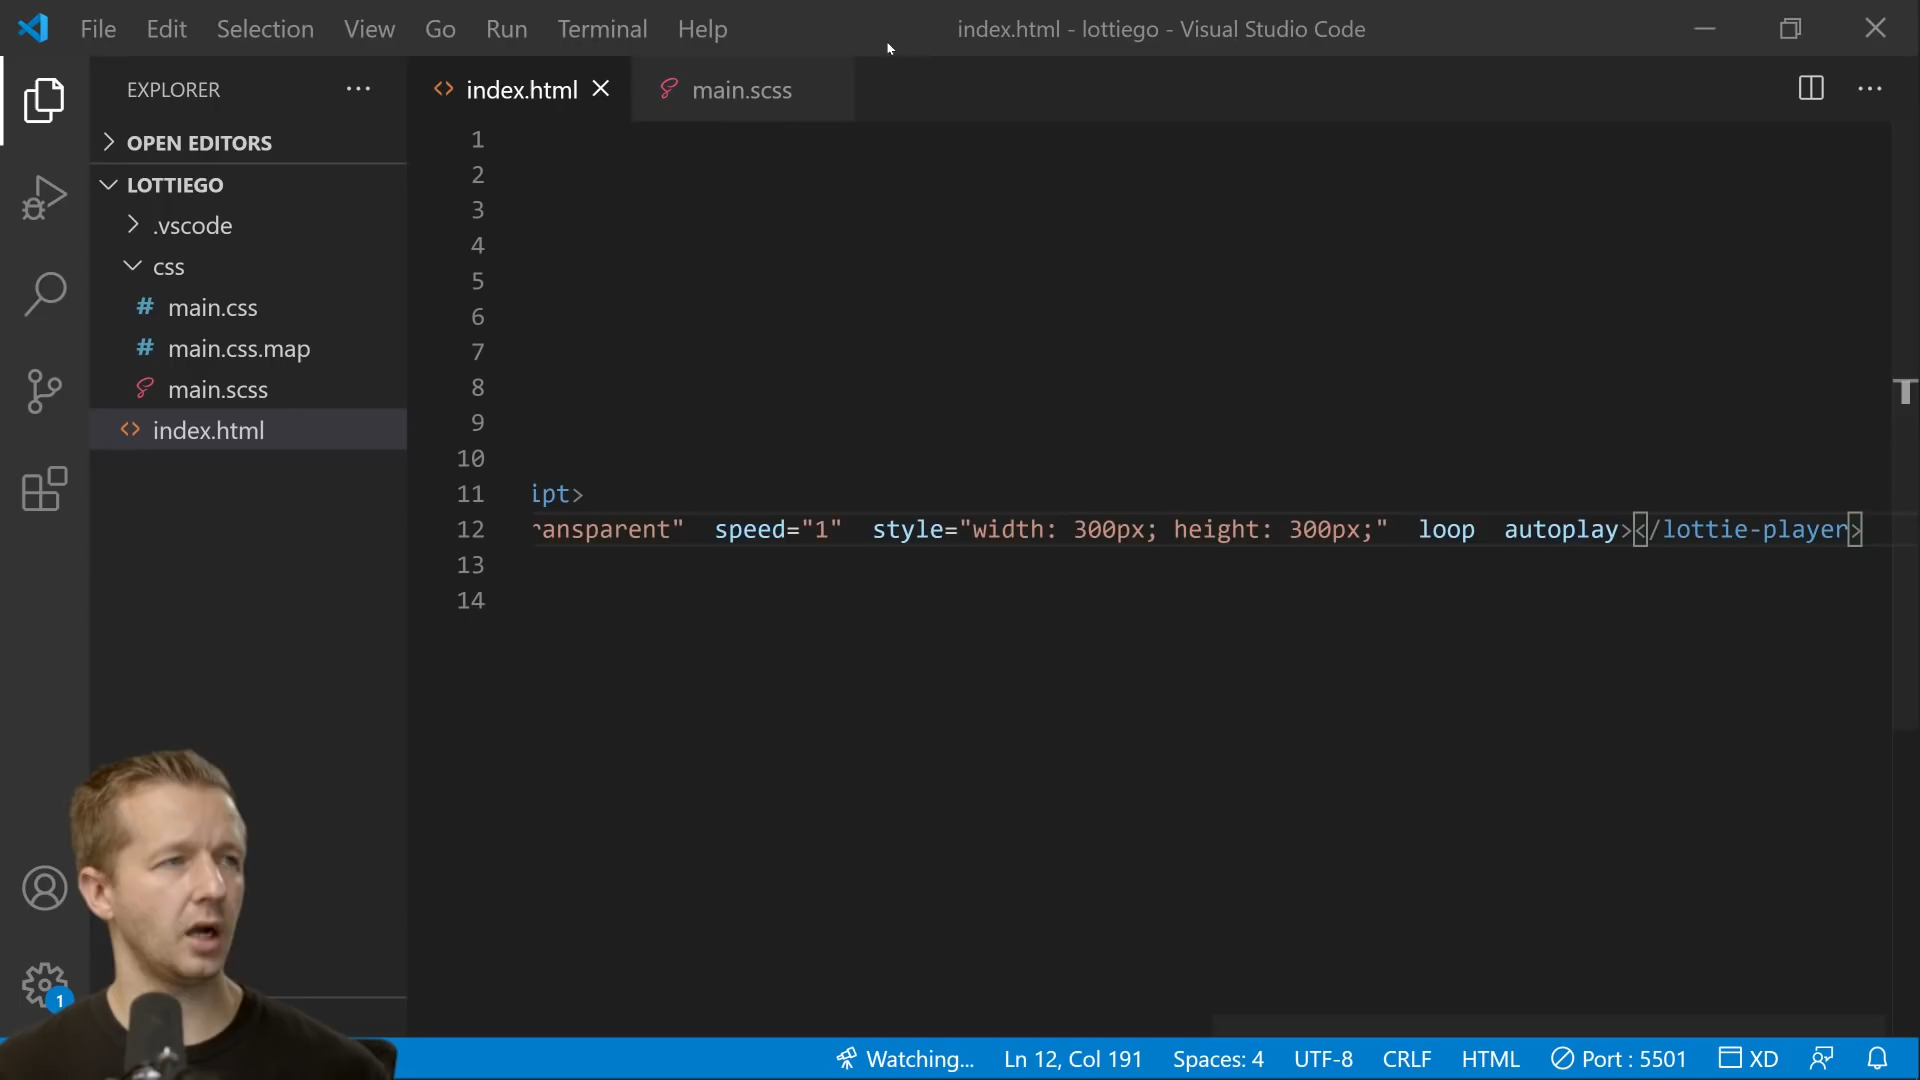 File Edit Selection View Go Run Terminal Help
index.html - lottiego - Visual Studio Code
EXPLORER
index.html
main.scss
OPEN EDITORS
LOTTIEGO
.vscode
css
# main.css
# main.css.map
main.scss
<> index.html
1
2
3
4
5
6
7
8
9
10
11 ipt>
12 ansparent"  speed="1"  style="width: 300px; height: 300px;"  loop  autoplay></lottie-player>
13
14
T
1
Watching... Ln 12, Col 191 Spaces: 4 UTF-8 CRLF HTML Port : 5501 XD